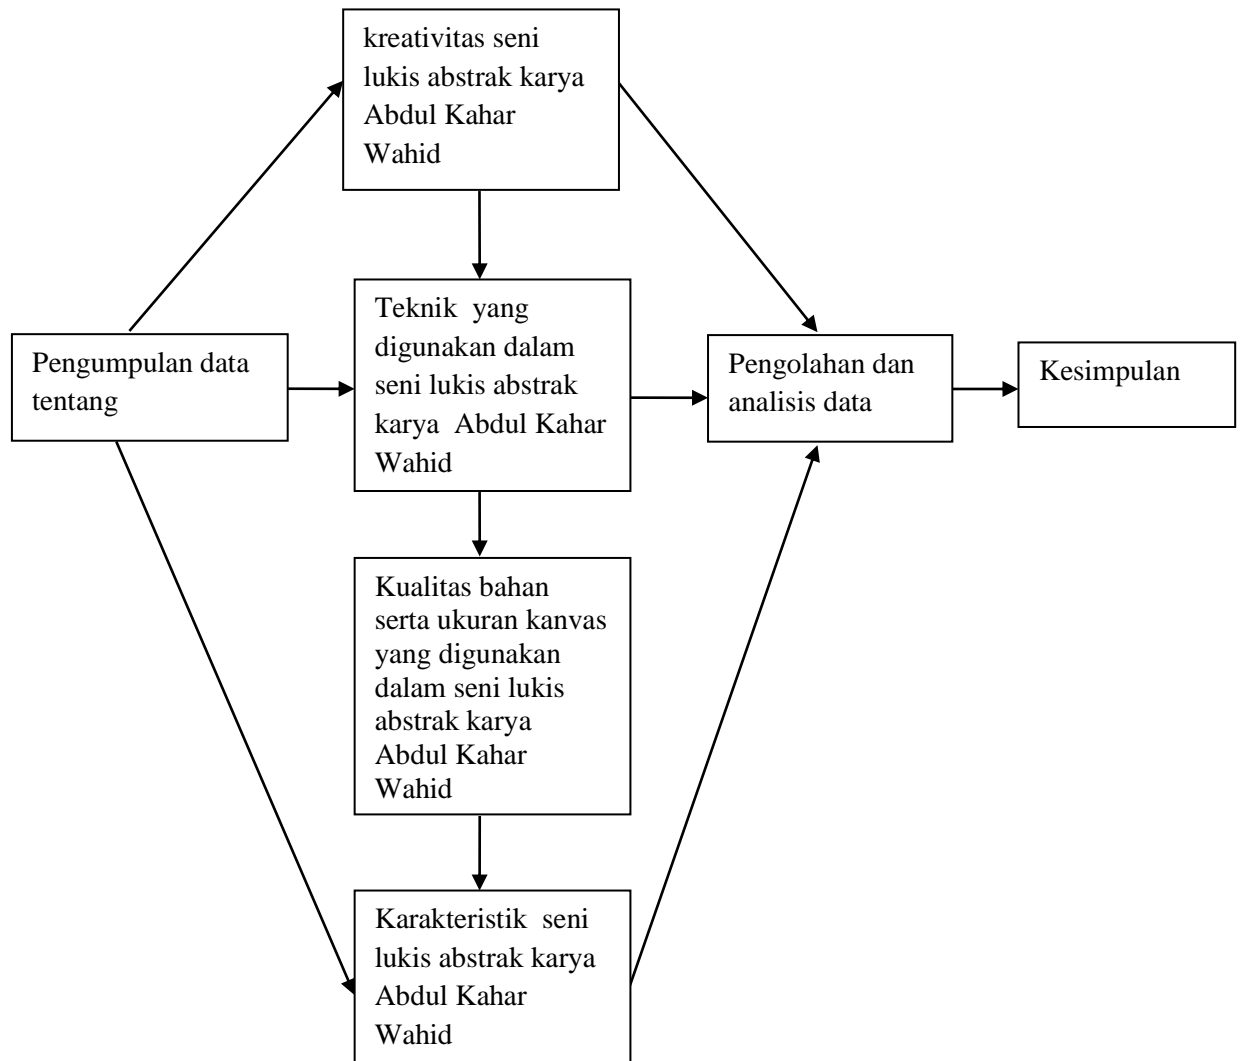 kreativitas seni
lukis abstrak karya
Abdul Kahar
Wahid
Pengumpulan data
tentang
Teknik  yang
digunakan dalam
seni lukis abstrak
karya  Abdul Kahar
Wahid
Pengolahan dan
analisis data
Kesimpulan
Kualitas bahan
serta ukuran kanvas
yang digunakan
dalam seni lukis
abstrak karya
Abdul Kahar
Wahid
Karakteristik  seni
lukis abstrak karya
Abdul Kahar
Wahid